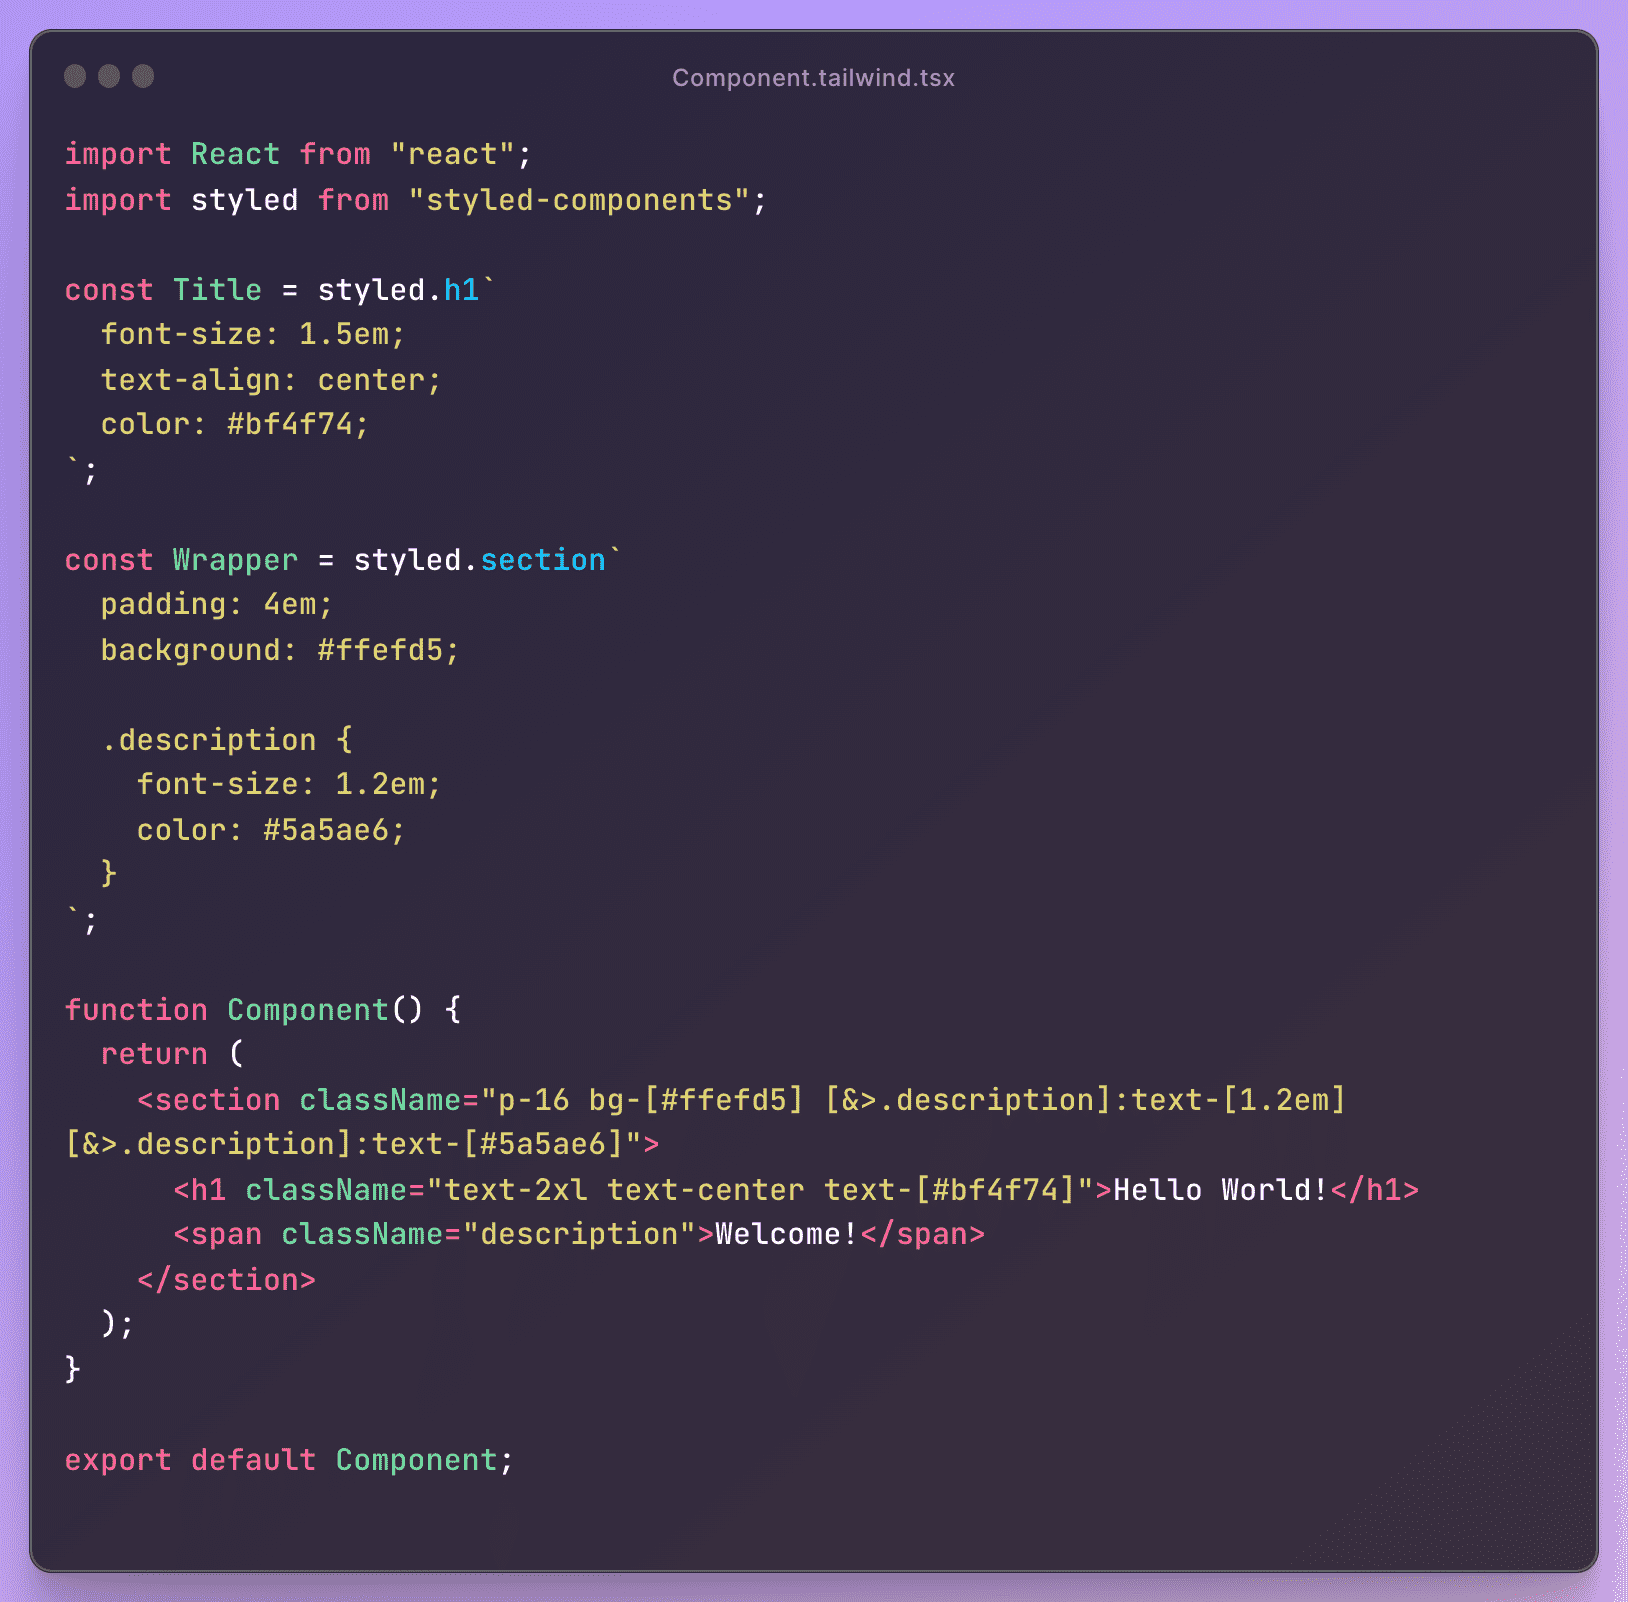 Component.tailwind.tsx
import React from "react";
import styled from "styled-components";
const Title = styled.h1`
  font-size: 1.5em;
  text-align: center;
  color: #bf4f74;
`;
const Wrapper = styled.section`
  padding: 4em;
  background: #ffefd5;
  .description {
    font-size: 1.2em;
    color: #5a5ae6;
  }
`;
function Component() {
  return (
    <section className="p-16 bg-[#ffefd5] [&>.description]:text-[1.2em]
[&>.description]:text-[#5a5ae6]">
      <h1 className="text-2xl text-center text-[#bf4f74]">Hello World!</h1>
      <span className="description">Welcome!</span>
    </section>
  );
}
export default Component;